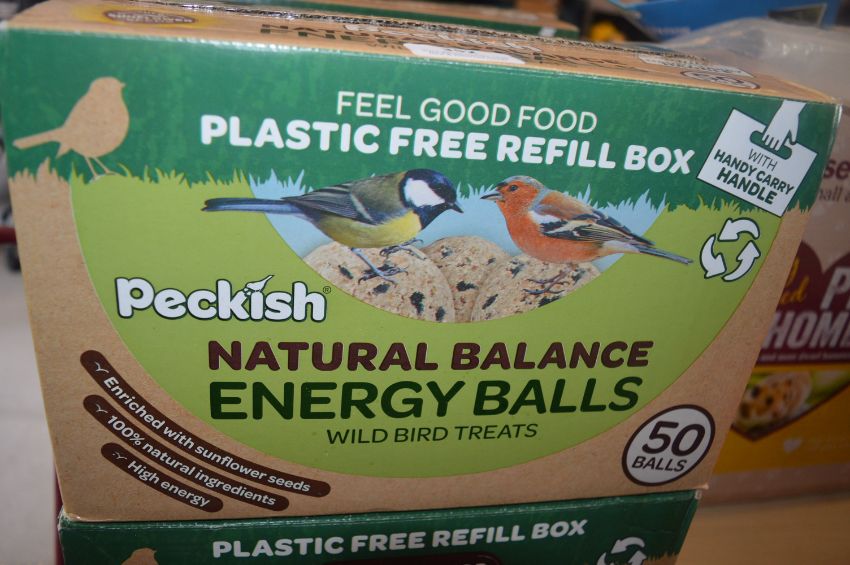 FEEL GOOD FOOD
PLASTIC FREE REFILL BOX
WITH
HANDY CARRY
HANDLE
Peckish®
NATURAL BALANCE
ENERGY BALLS
WILD BIRD TREATS
Enriched with sunflower seeds
100% natural ingredients
High energy
50
BALLS
PLASTIC FREE REFILL BOX